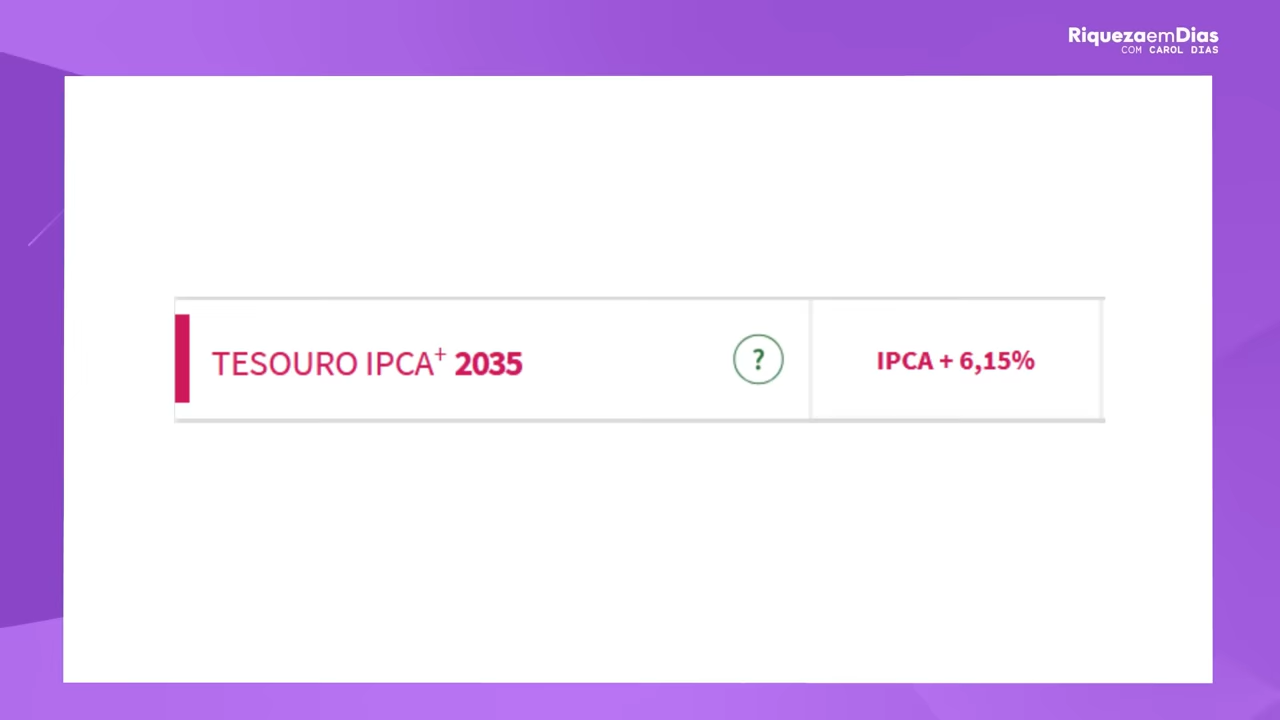 RiquezaemDias
COM CAROL DIAS
TESOURO IPCA+ 2035
?
IPCA + 6,15%